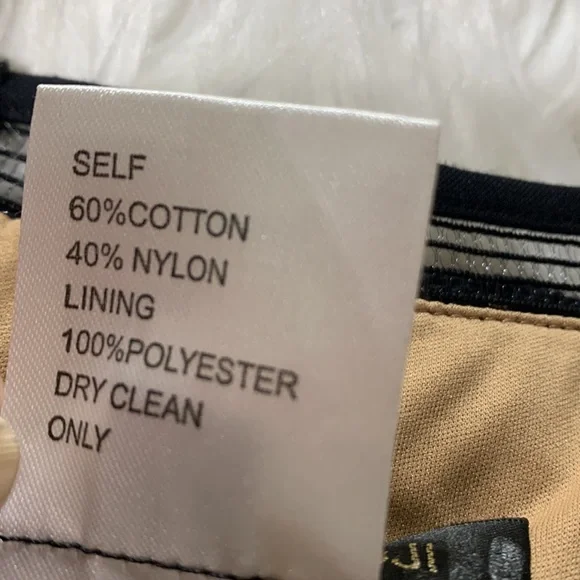 SELF
60%COTTON
40% NYLON
LINING
100%POLYESTER
DRY CLEAN
ONLY